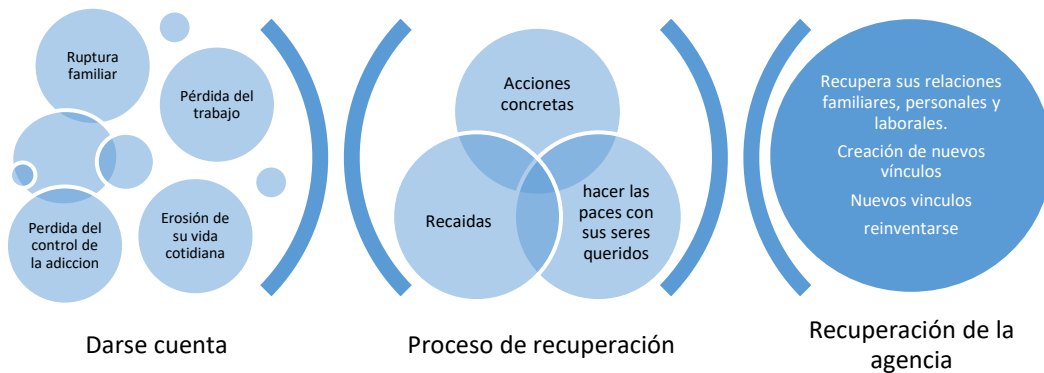 Ruptura
familiar
Pérdida del
trabajo
Perdida del
control de
la adiccion
Erosión de
su vida
cotidiana
Darse cuenta
Acciones
concretas
Recaidas
hacer las
paces con
sus seres
queridos
Proceso de recuperación
Recupera sus relaciones
familiares, personales y
laborales.
Creación de nuevos
vínculos
Nuevos vinculos
reinventarse
Recuperación de la
agencia